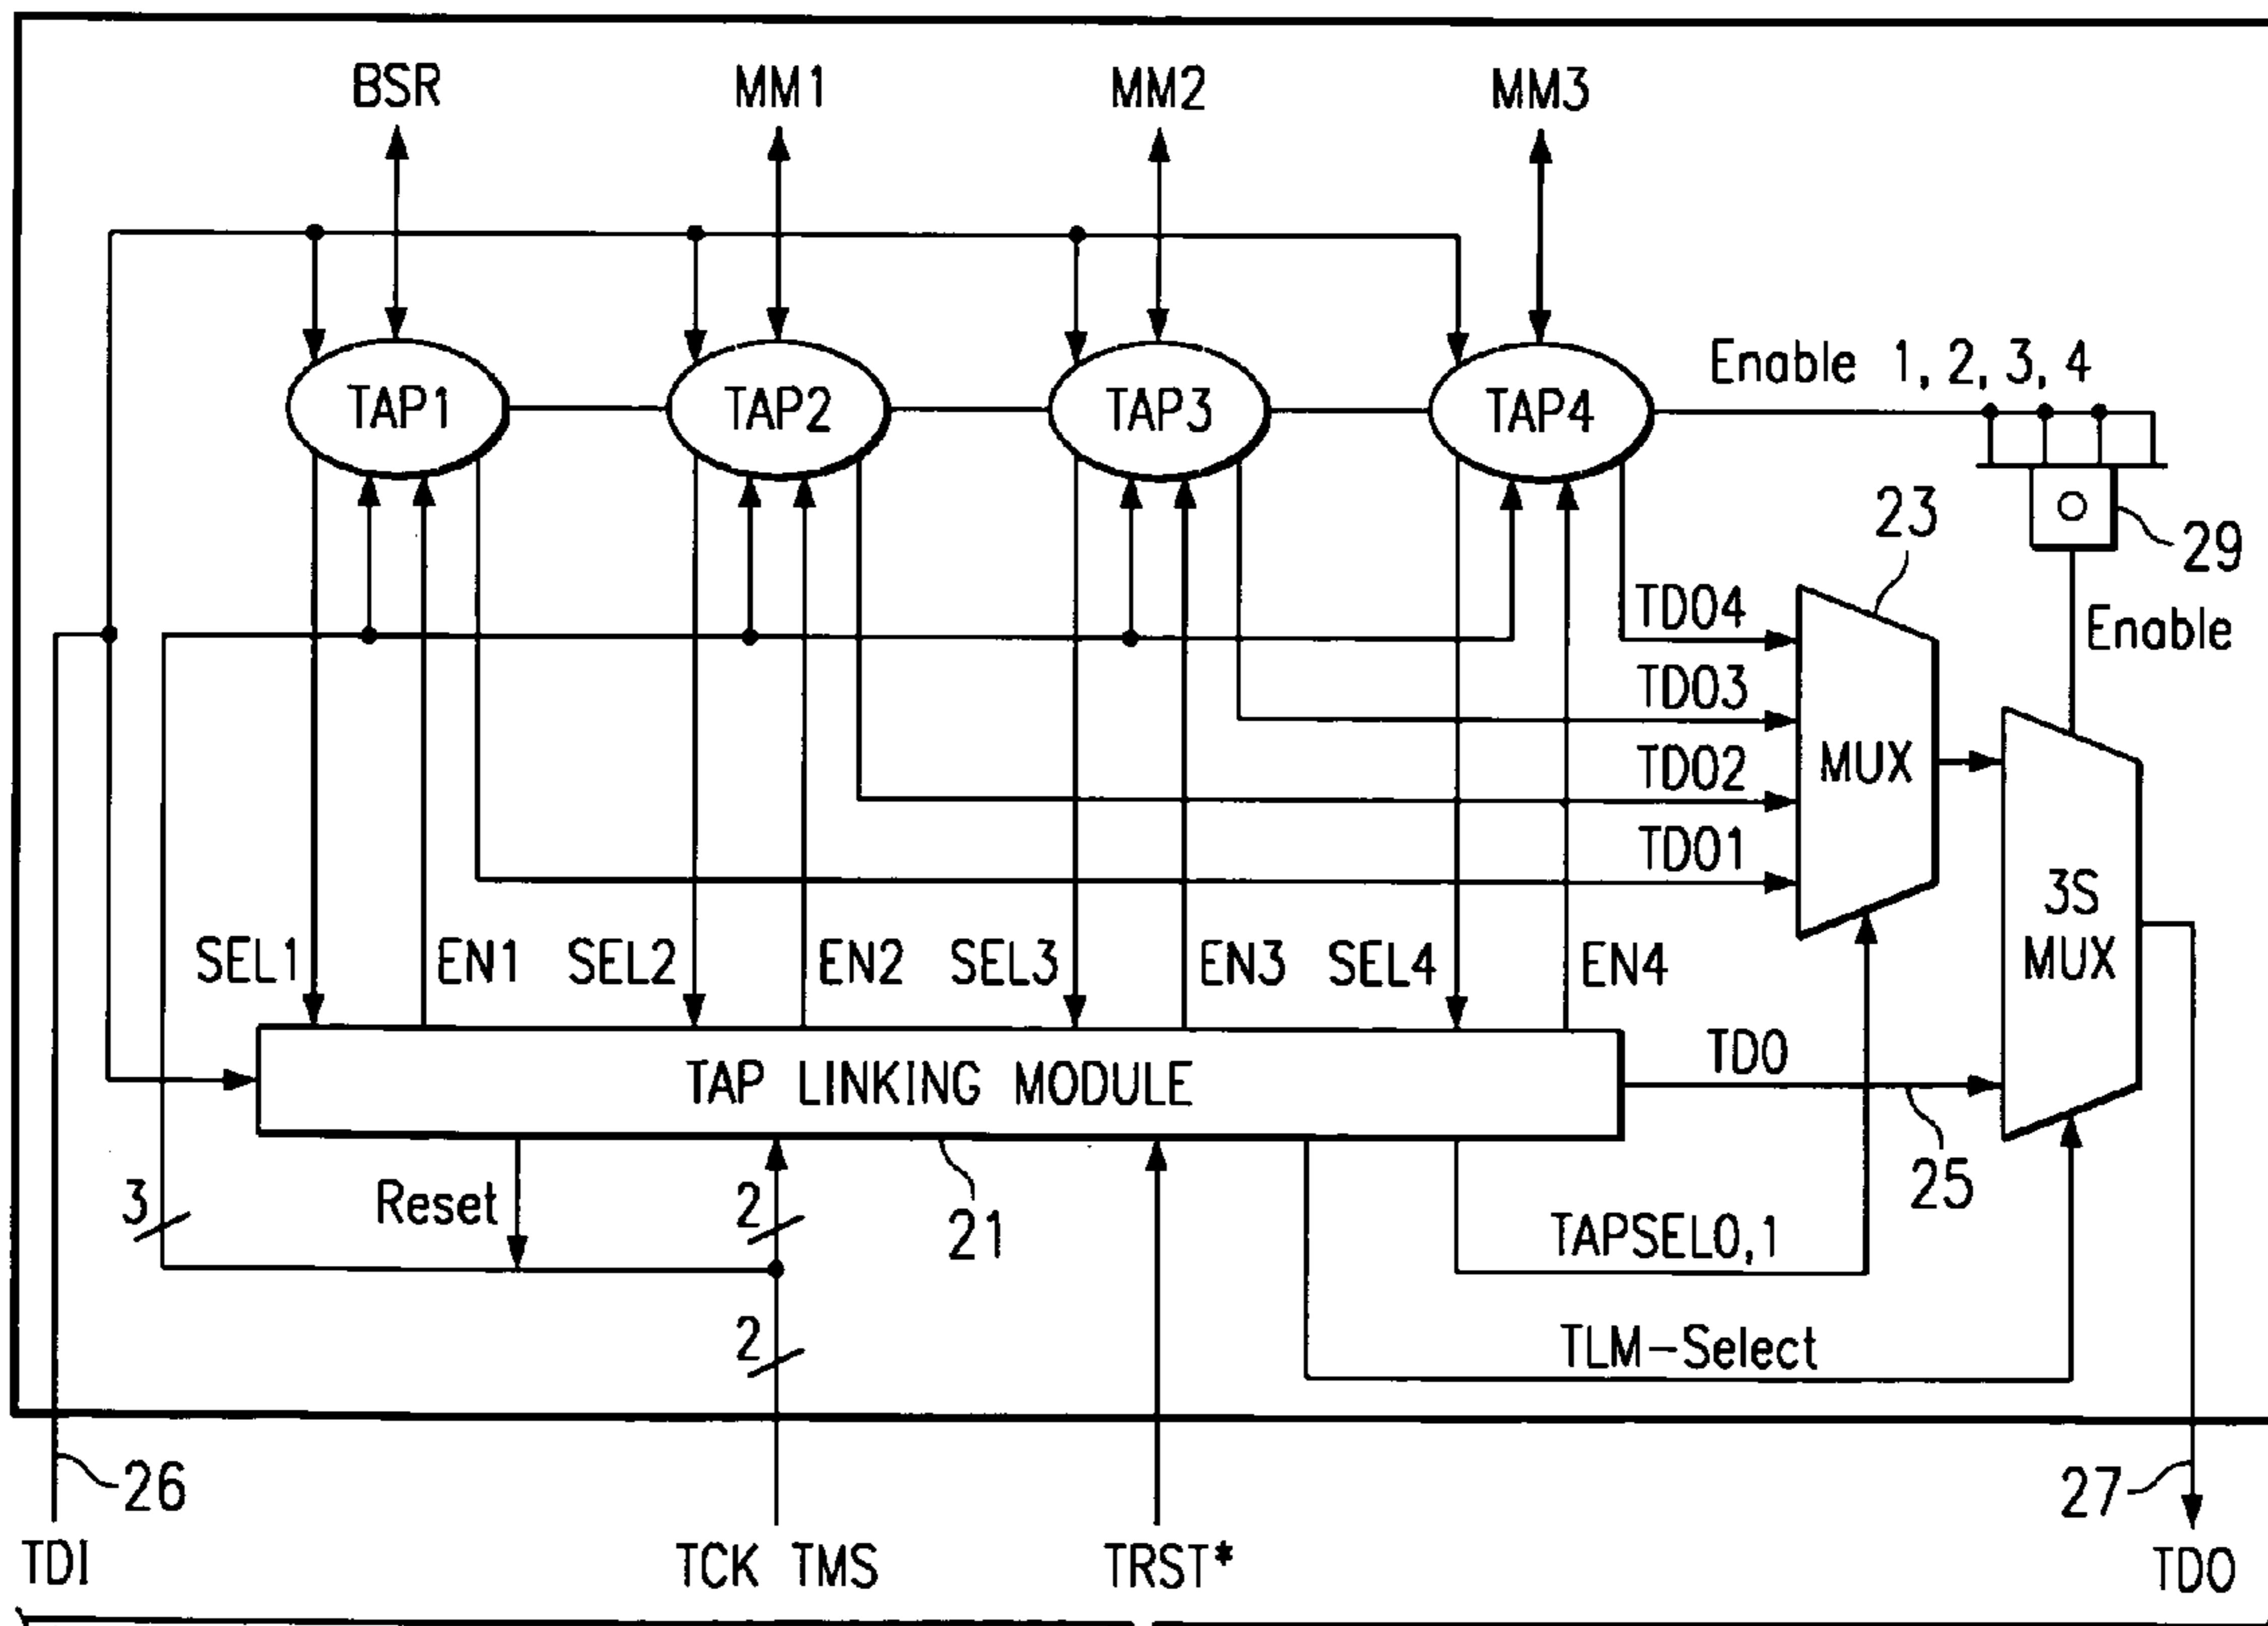 BSR
MM1
MM2
MM3
TAP1
TAP2
TAP3
TAP4
Enable 1, 2, 3, 4
23
29
Enable
TDO4
TDO3
TDO2
TDO1
MUX
3S
MUX
SEL1
EN1
SEL2
EN2
SEL3
EN3
SEL4
EN4
TAP LINKING MODULE
TDO
25
3
Reset
2
21
TAPSEL0,1
2
TLM-Select
26
27
TDI
TCK TMS
TRST*
TDO